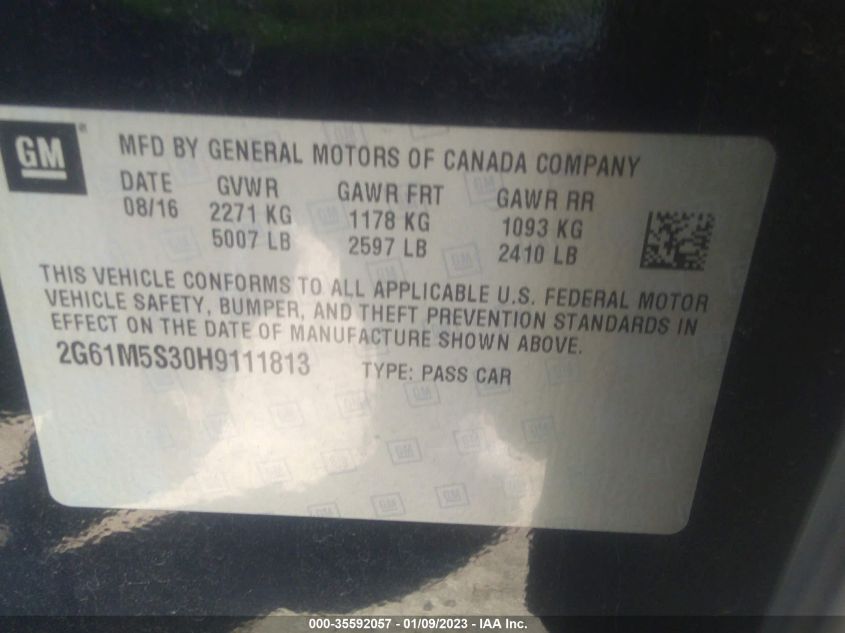 GM ®
MFD BY GENERAL MOTORS OF CANADA COMPANY
DATE GVWR GAWR FRT GAWR RR
08/16 2271 KG 1178 KG 1093 KG
5007 LB 2597 LB 2410 LB
THIS VEHICLE CONFORMS TO ALL APPLICABLE U.S. FEDERAL MOTOR
VEHICLE SAFETY, BUMPER, AND THEFT PREVENTION STANDARDS IN
EFFECT ON THE DATE OF MANUFACTURE SHOWN ABOVE.
2G61M5S30H9111813 TYPE: PASS CAR
000-35592057 - 01/09/2023 - IAA Inc.